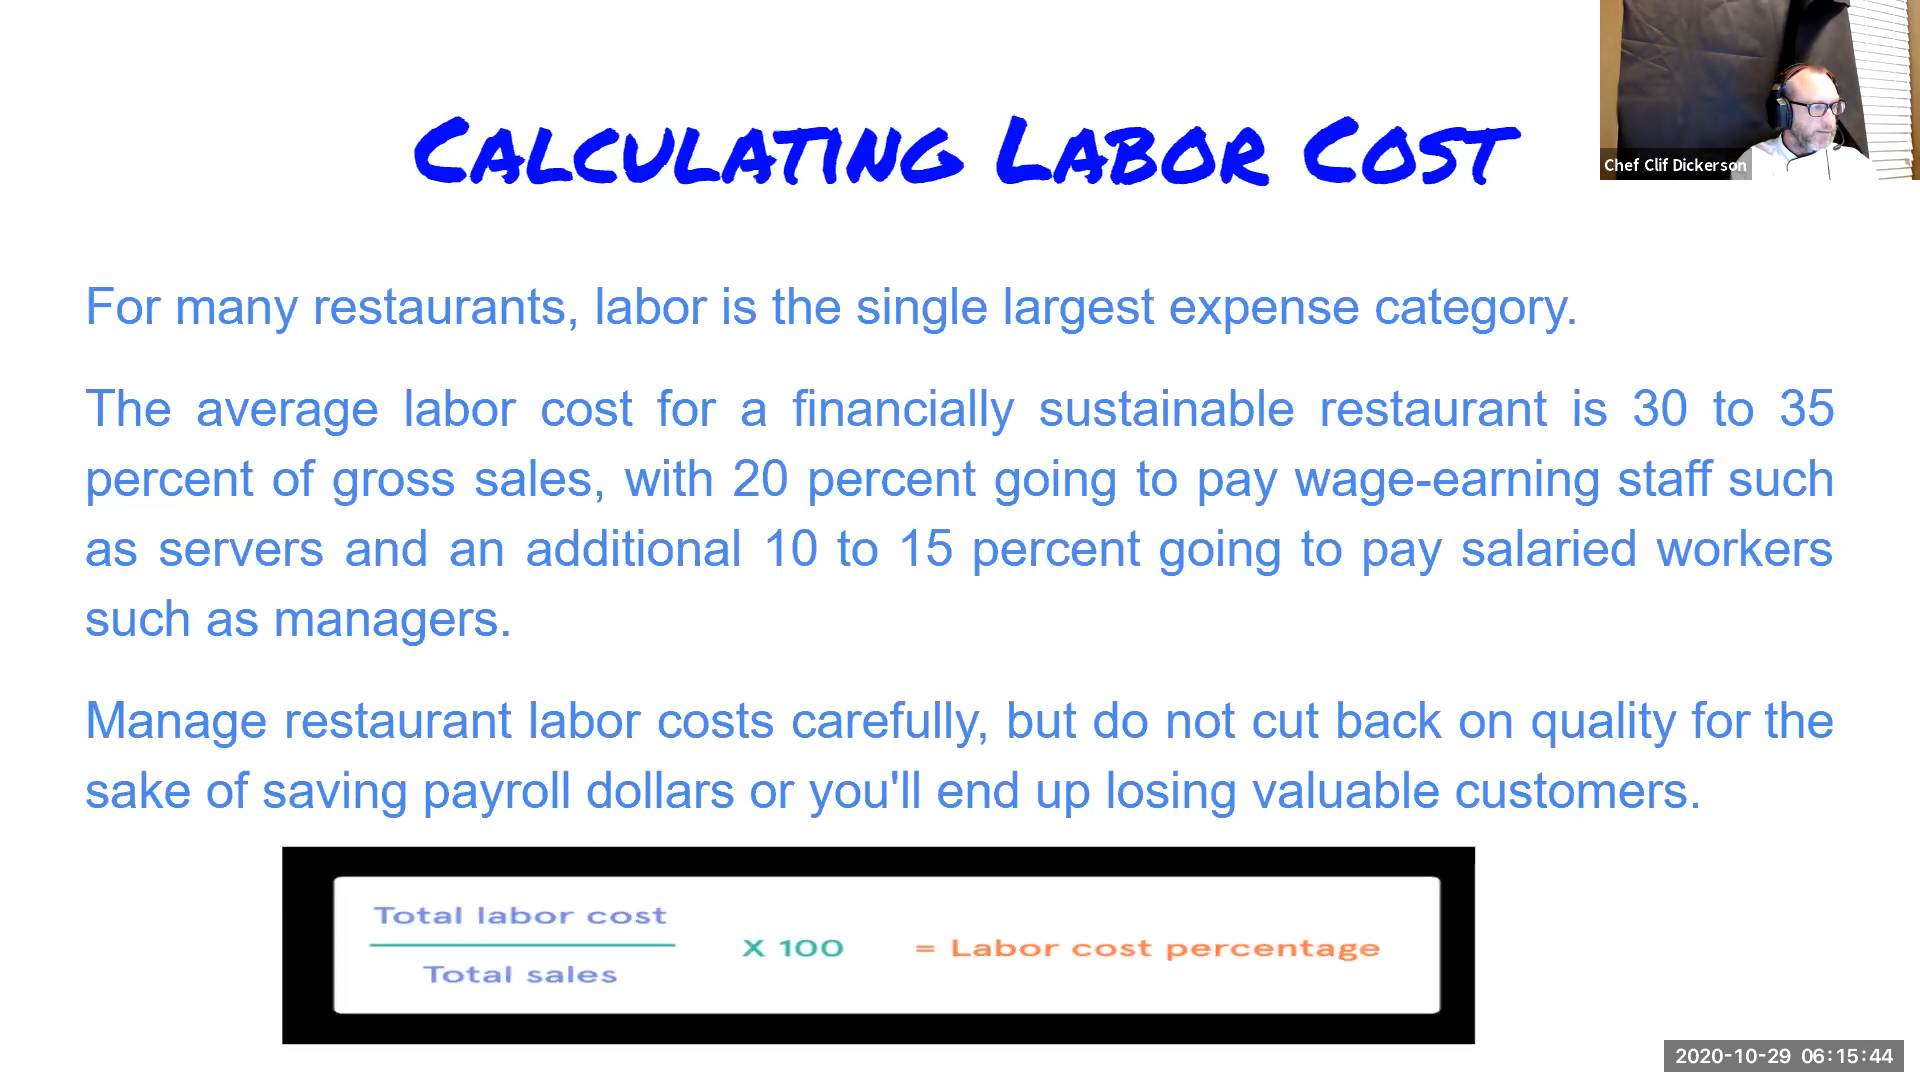 Calculating Labor Cost
Chef Clif Dickerson
For many restaurants, labor is the single largest expense category.
The average labor cost for a financially sustainable restaurant is 30 to 35
percent of gross sales, with 20 percent going to pay wage-earning staff such
as servers and an additional 10 to 15 percent going to pay salaried workers
such as managers.
Manage restaurant labor costs carefully, but do not cut back on quality for the
sake of saving payroll dollars or you'll end up losing valuable customers.
Total labor cost
X 100 = Labor cost percentage
Total sales
2020-10-29 06:15:44